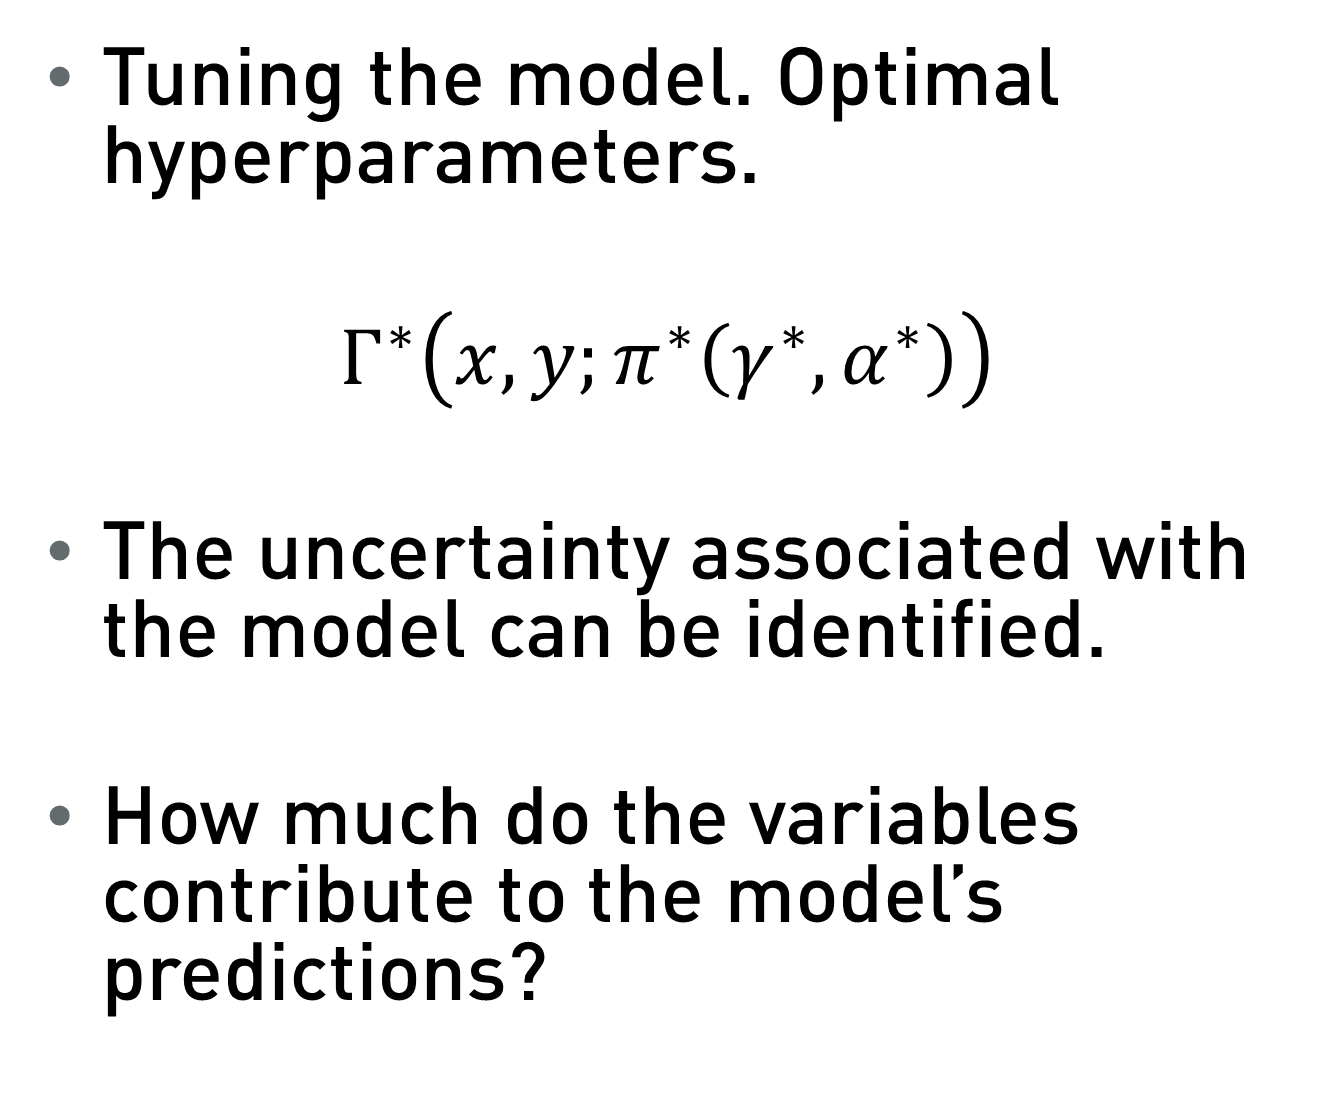 • Tuning the model. Optimal
hyperparameters.
Γ*(x, y; π*(γ*, α*))
• The uncertainty associated with
the model can be identified.
• How much do the variables
contribute to the model’s
predictions?